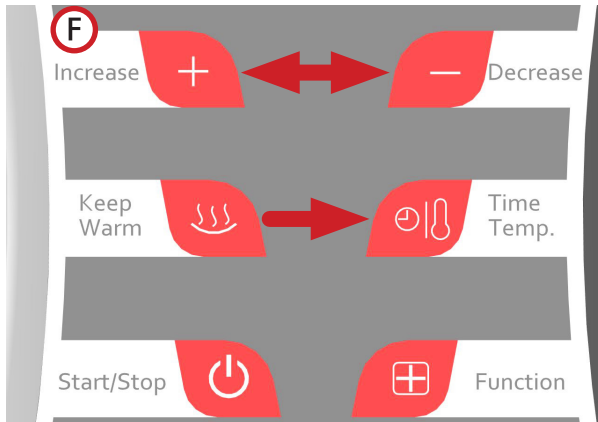 F
Increase + − Decrease
Keep
Warm
Time
Temp.
Start/Stop
Function